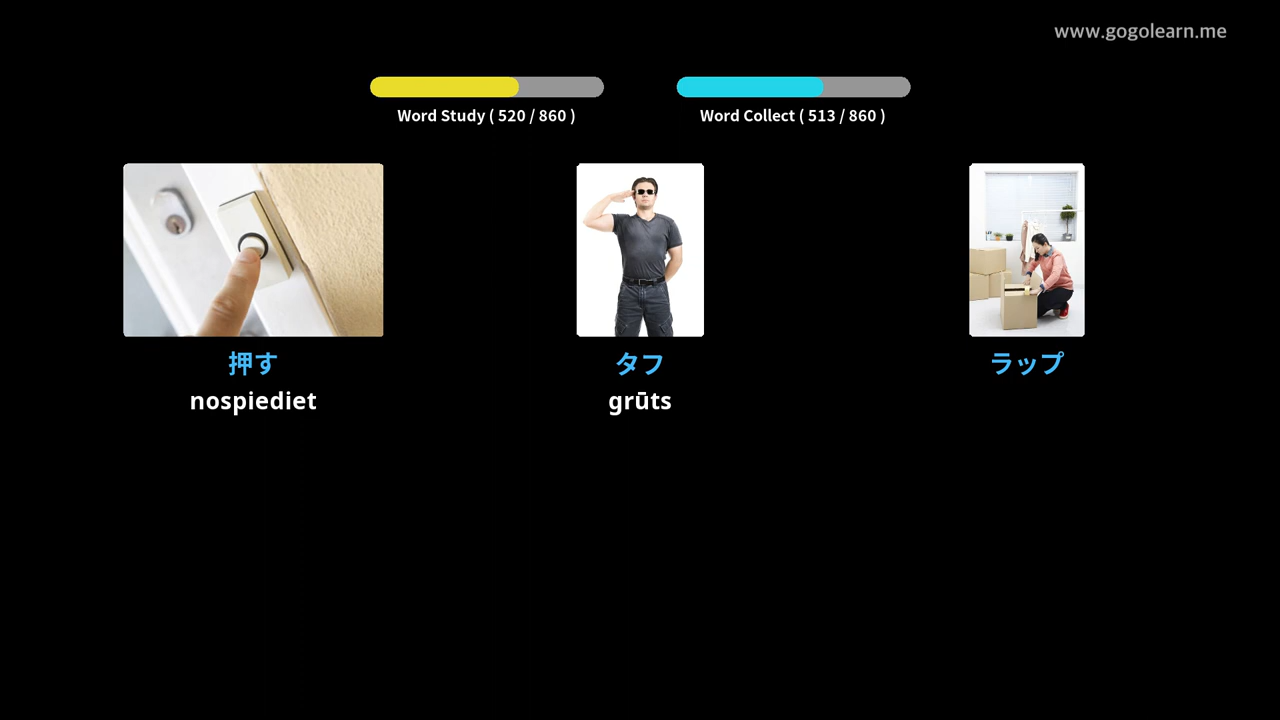 www.gogolearn.me
Word Study ( 520 / 860 )
Word Collect ( 513 / 860 )
押す
タフ
ラップ
nospiediet
grūts